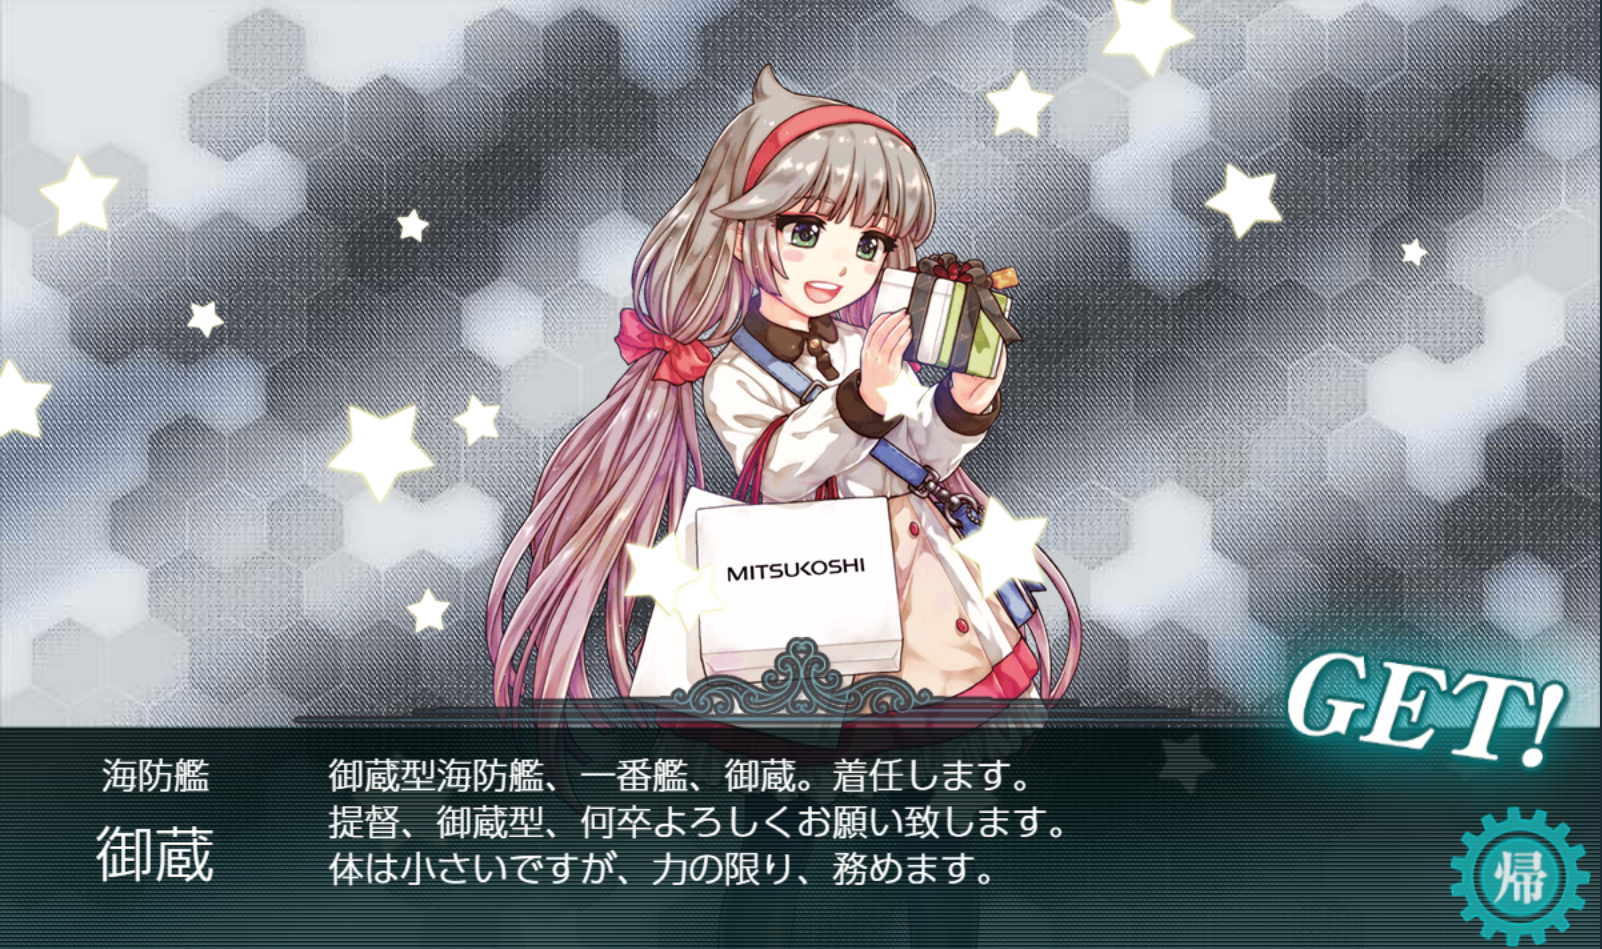 MITSUKOSHI
GET!
海防艦
御蔵
御蔵型海防艦、一番艦、御蔵。着任します。
提督、御蔵型、何卒よろしくお願い致します。
体は小さいですが、力の限り、務めます。
帰